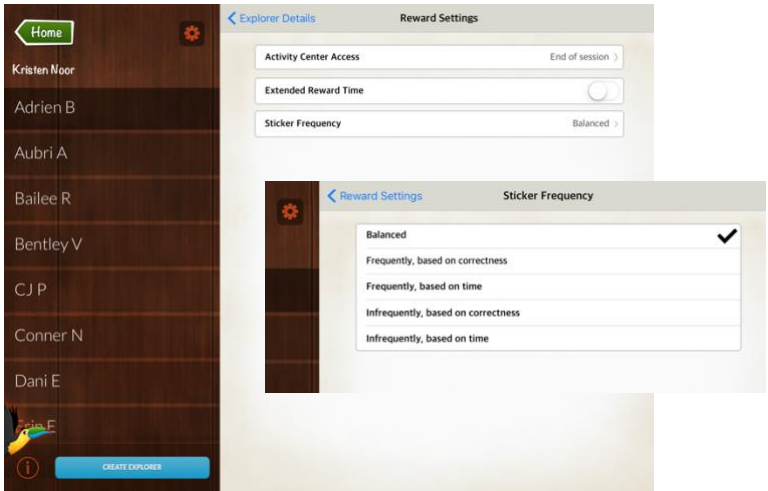 Home
Kristen Noor
Adrien B
Aubri A
Bailee R
Bentley V
CJ P
Conner N
Dani E
Erin F
CREATE EXPLORER
Explorer Details
Reward Settings
Activity Center Access End of session
Extended Reward Time
Sticker Frequency Balanced
Reward Settings Sticker Frequency
Balanced
Frequently, based on correctness
Frequently, based on time
Infrequently, based on correctness
Infrequently, based on time